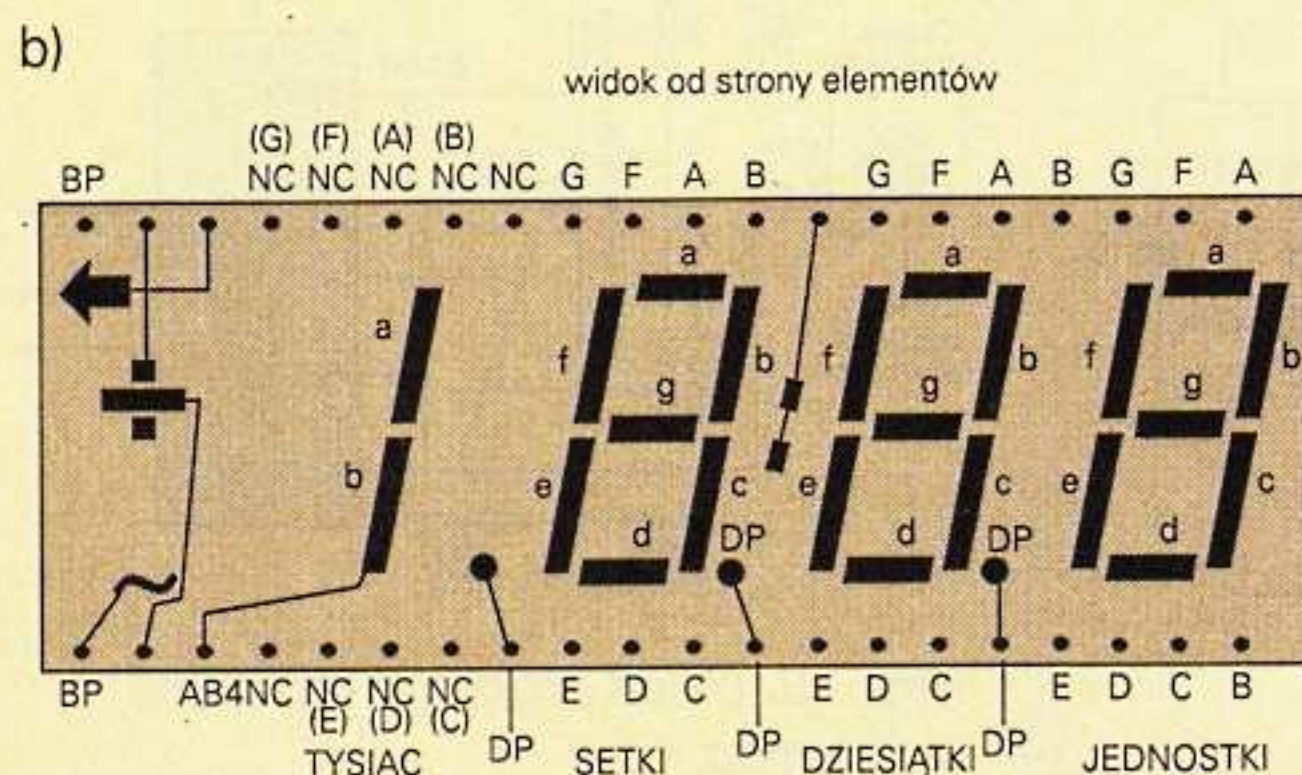 b)
widok od strony elementów
(G) (F) (A) (B)
BP NC NC NC NC NC G F A B G F A B G F A
a a a
a f b f b f b
g g g
b e c e c e c
d DP d DP d
BP AB4NC NC NC NC E D C E D C E D C B
(E) (D) (C)
TYSIĄC DP SETKI DP DZIESIĄTKI DP JEDNOSTKI